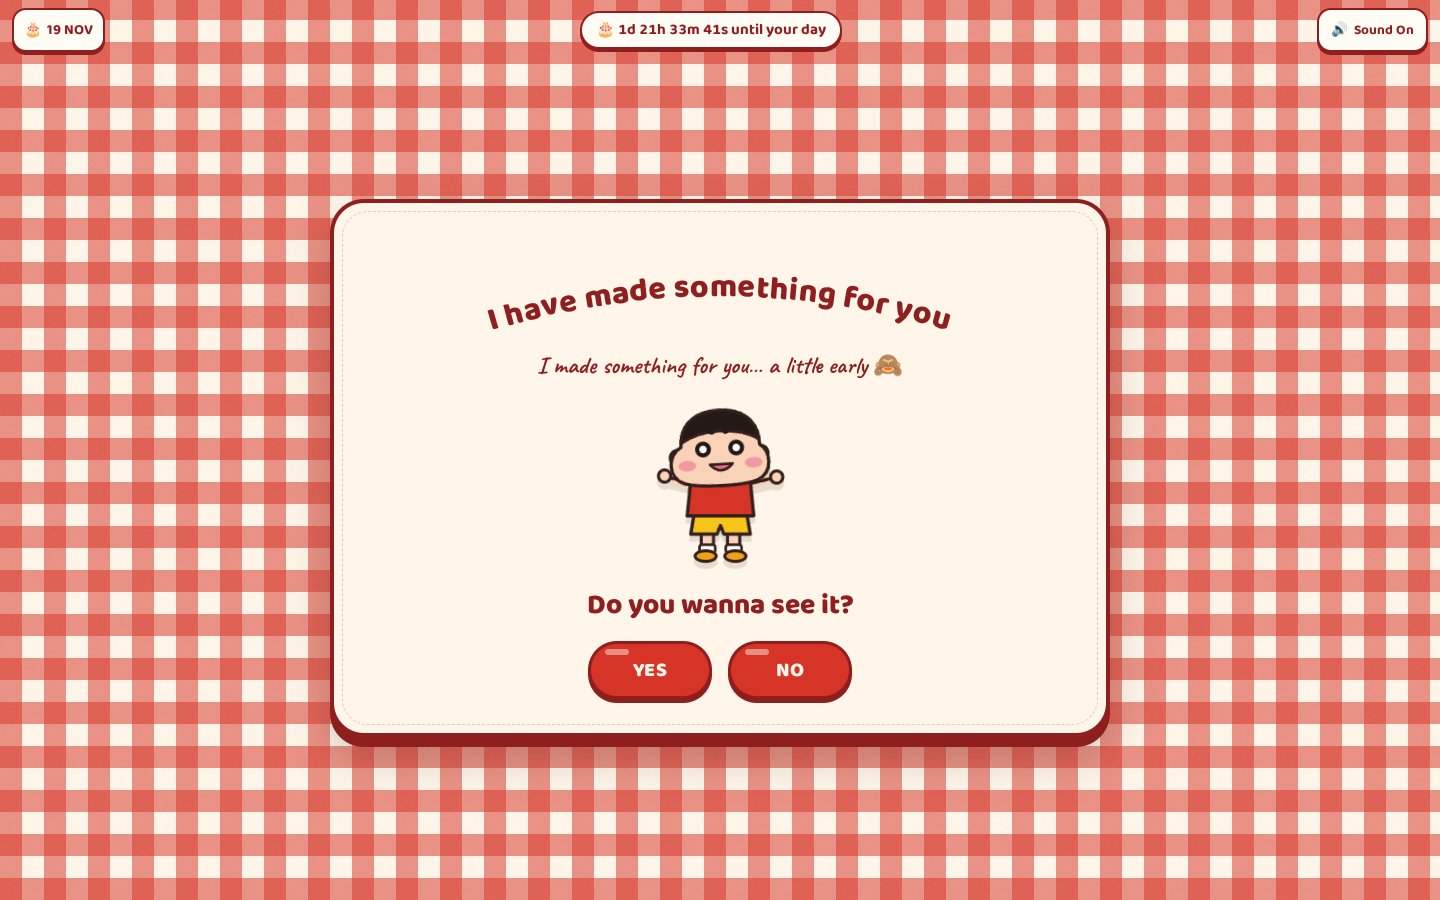 19 NOV
1d 21h 33m 41s until your day
Sound On
I have made something for you
I made something for you... a little early
Do you wanna see it?
YES
NO